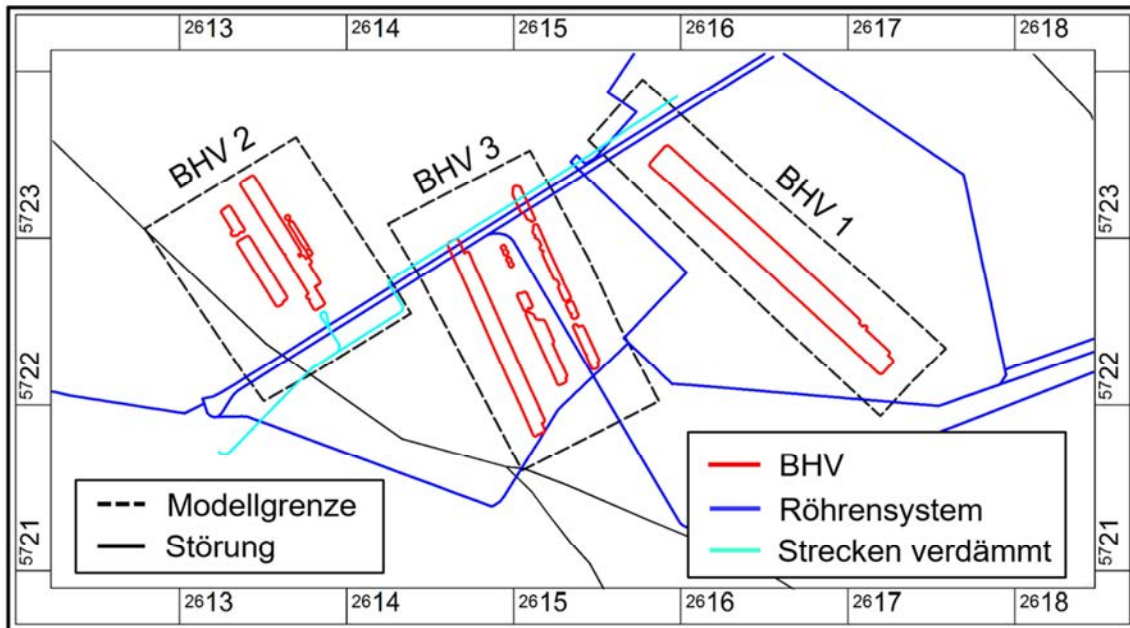 2613 2614 2615 2616 2617 2618
5723
5722
5721
BHV 2
BHV 3
BHV 1
5723
5722
5721
Modellgrenze
Störung
BHV
Röhrensystem
Strecken verdämmt
2613 2614 2615 2616 2617 2618